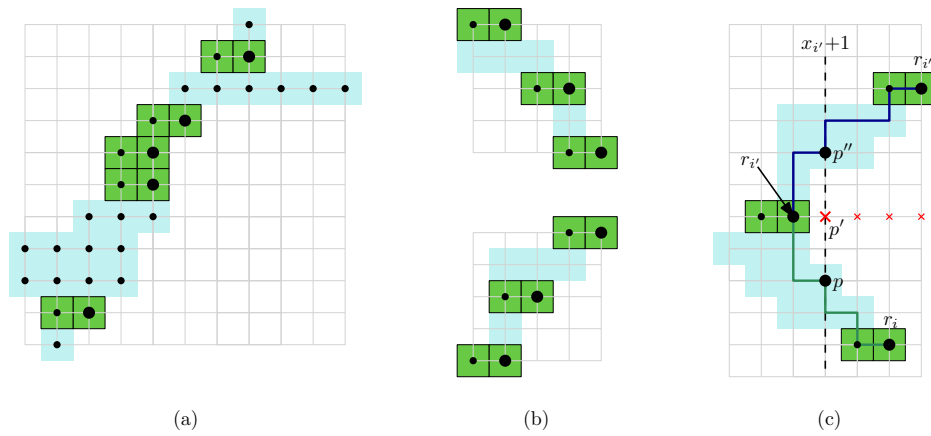 x_{i'}+1
r_{i'}
p''
r_{i'}
p'
p
r_i
(a) (b) (c)